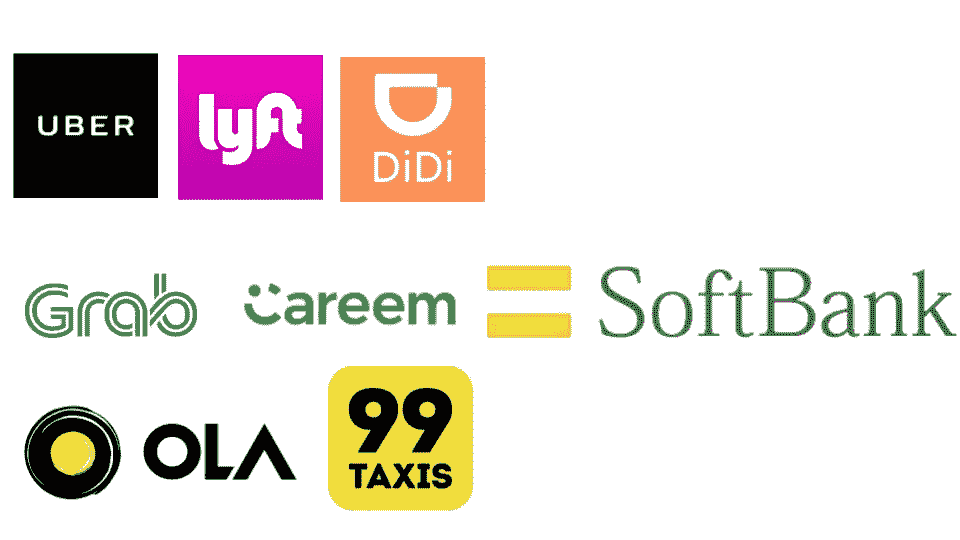 UBER
lyft
DiDi
Grab
Careem
SoftBank
OLA
99
TAXIS